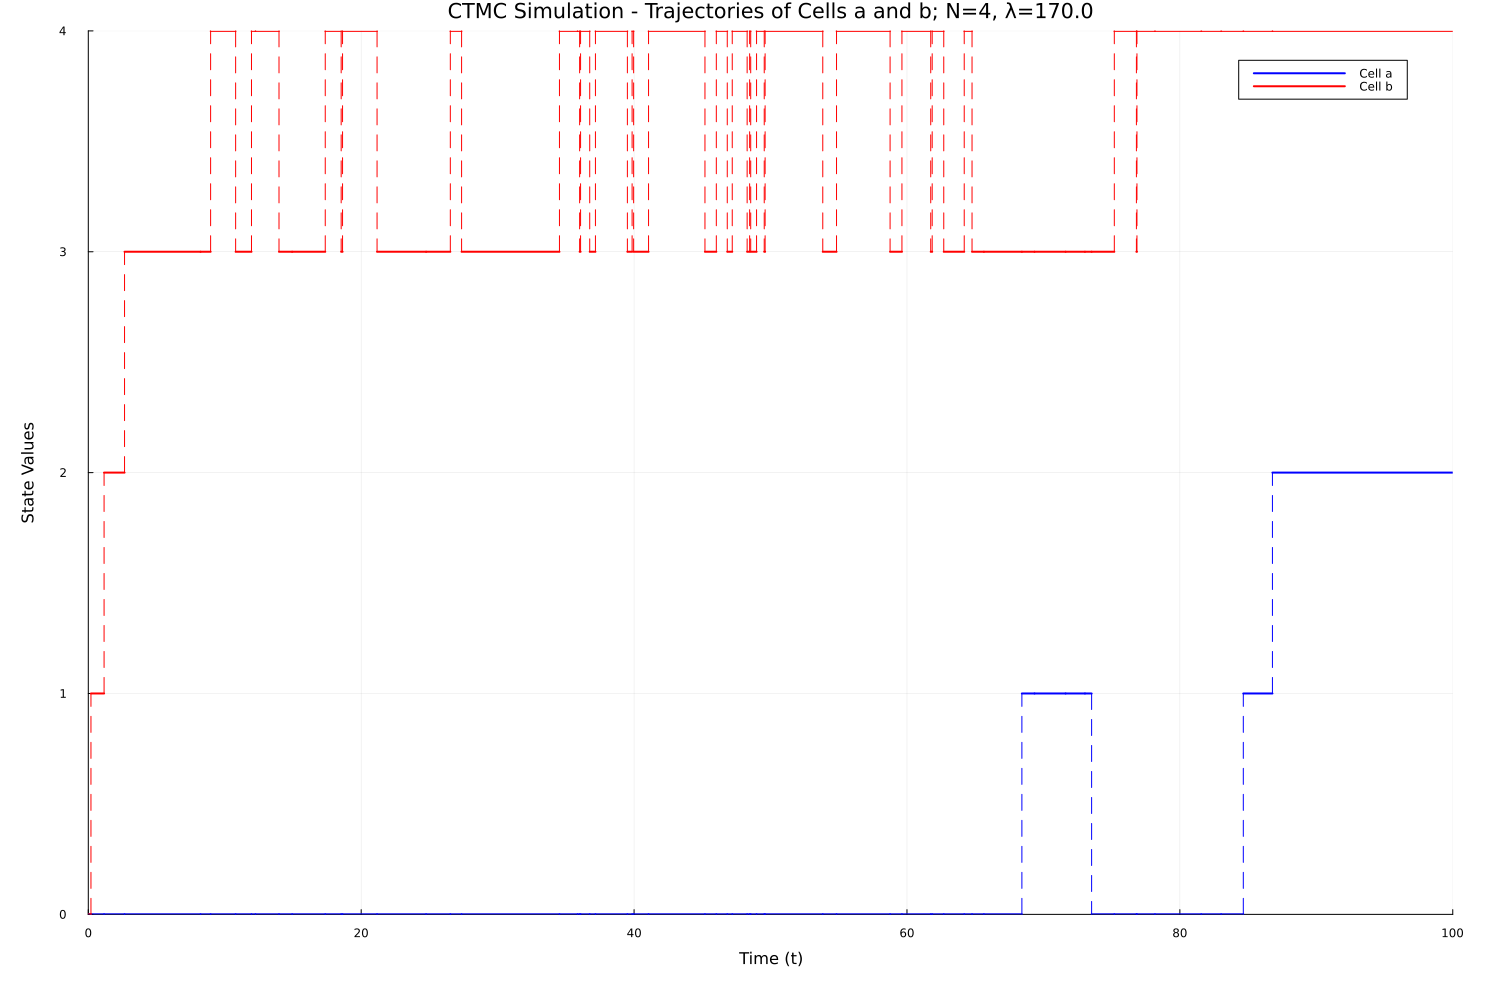 CTMC Simulation - Trajectories of Cells a and b; N=4, λ=170.0
4
Cell a
Cell b
3
State Values
2
1
0
0 20 40 60 80 100
Time (t)